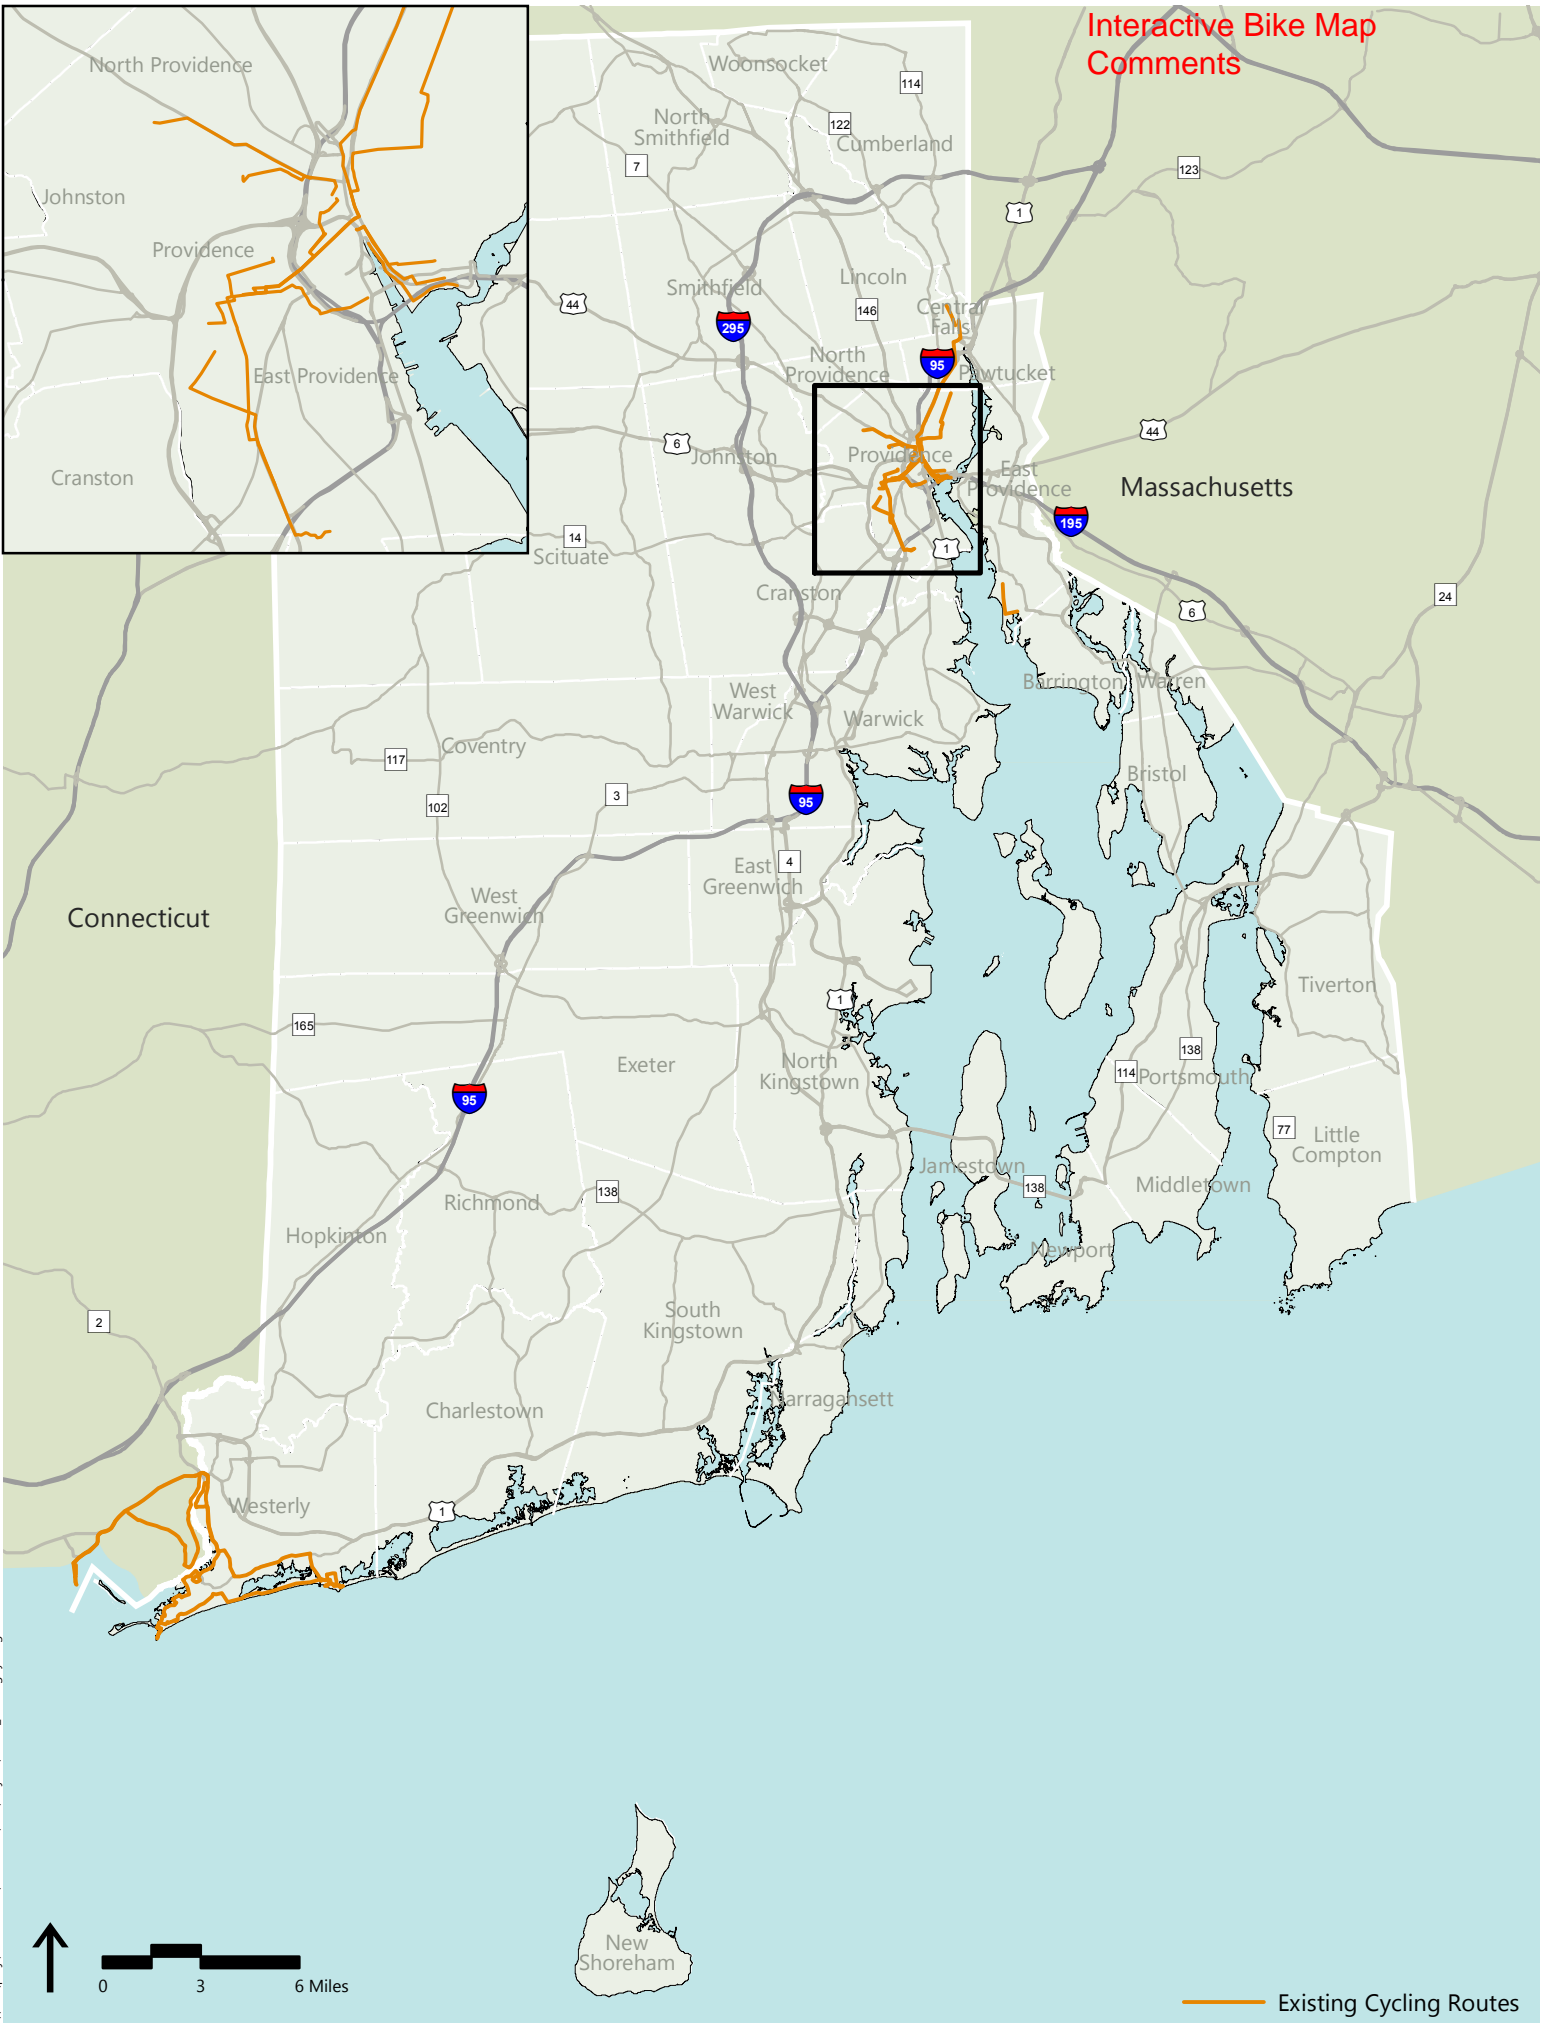 Interactive Bike Map
Comments
North Providence
Johnston
Providence
East Providence
Cranston
Woonsocket
114
North
Smithfield
122
Cumberland
7
123
1
Smithfield
Lincoln
44
295
146
Central
Falls
North
Providence
95
Pawtucket
6
Johnston
Providence
44
East
Providence
Massachusetts
195
14
Scituate
1
Cranston
24
6
West
Warwick
Warwick
Barrington
Warren
117
Coventry
Bristol
102
3
95
East
Greenwich
4
West
Greenwich
Connecticut
Tiverton
1
165
Exeter
North
Kingstown
138
114
Portsmouth
95
77
Little
Compton
Jamestown
138
Middletown
Richmond
138
Hopkinton
Newport
2
South
Kingstown
Narragansett
Charlestown
Westerly
1
New
Shoreham
0
3
6 Miles
Existing Cycling Routes